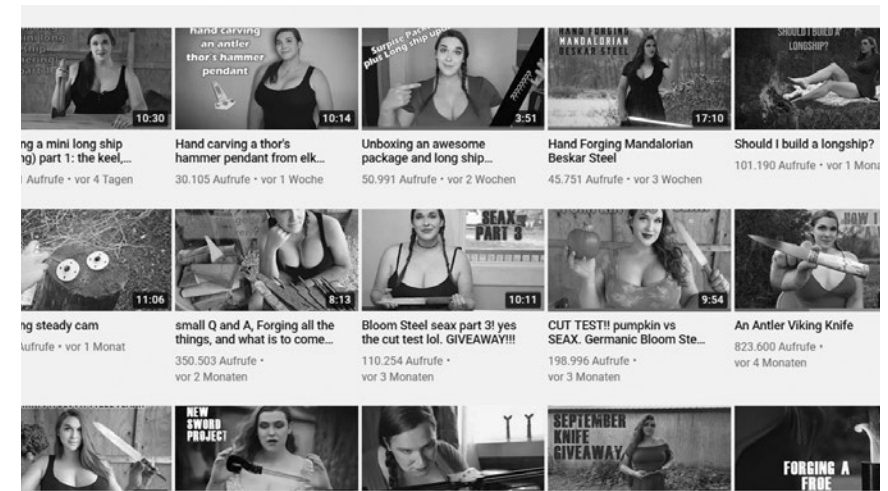 hand carving
an antler
thor's hammer
pendant
Surprise Pack
plus Long ship up
HAND FORGING
MANDALORIAN
BESKAR STEEL
SHOULD I BUILD A
LONGSHIP?
10:30
10:14
3:51
17:10
ng a mini long ship
ng) part 1: the keel,...
Aufrufe • vor 4 Tagen
Hand carving a thor's
hammer pendant from elk...
30.105 Aufrufe • vor 1 Woche
Unboxing an awesome
package and long ship...
50.991 Aufrufe • vor 2 Wochen
Hand Forging Mandalorian
Beskar Steel
45.751 Aufrufe • vor 3 Wochen
Should I build a longship?
101.190 Aufrufe • vor 1 Mona
SEAX
PART 3
HOW I
11:06
8:13
10:11
9:54
ng steady cam
Aufrufe • vor 1 Monat
small Q and A, Forging all the
things, and what is to come...
350.503 Aufrufe •
vor 2 Monaten
Bloom Steel seax part 3! yes
the cut test lol. GIVEAWAY!!!
110.254 Aufrufe •
vor 3 Monaten
CUT TEST!! pumpkin vs
SEAX. Germanic Bloom Ste...
198.996 Aufrufe •
vor 3 Monaten
An Antler Viking Knife
823.600 Aufrufe •
vor 4 Monaten
NEW
SWORD
PROJECT
SEPTEMBER
KNIFE
GIVEAWAY
FORGING A
FROE